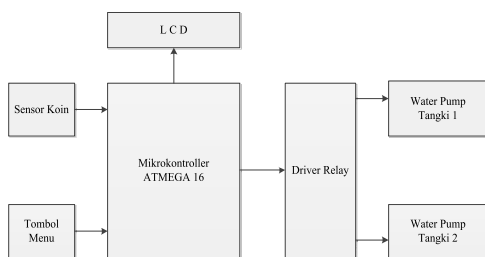 L C D
Sensor Koin
Mikrokontroller
ATMEGA 16
Driver Relay
Water Pump
Tangki 1
Tombol
Menu
Water Pump
Tangki 2